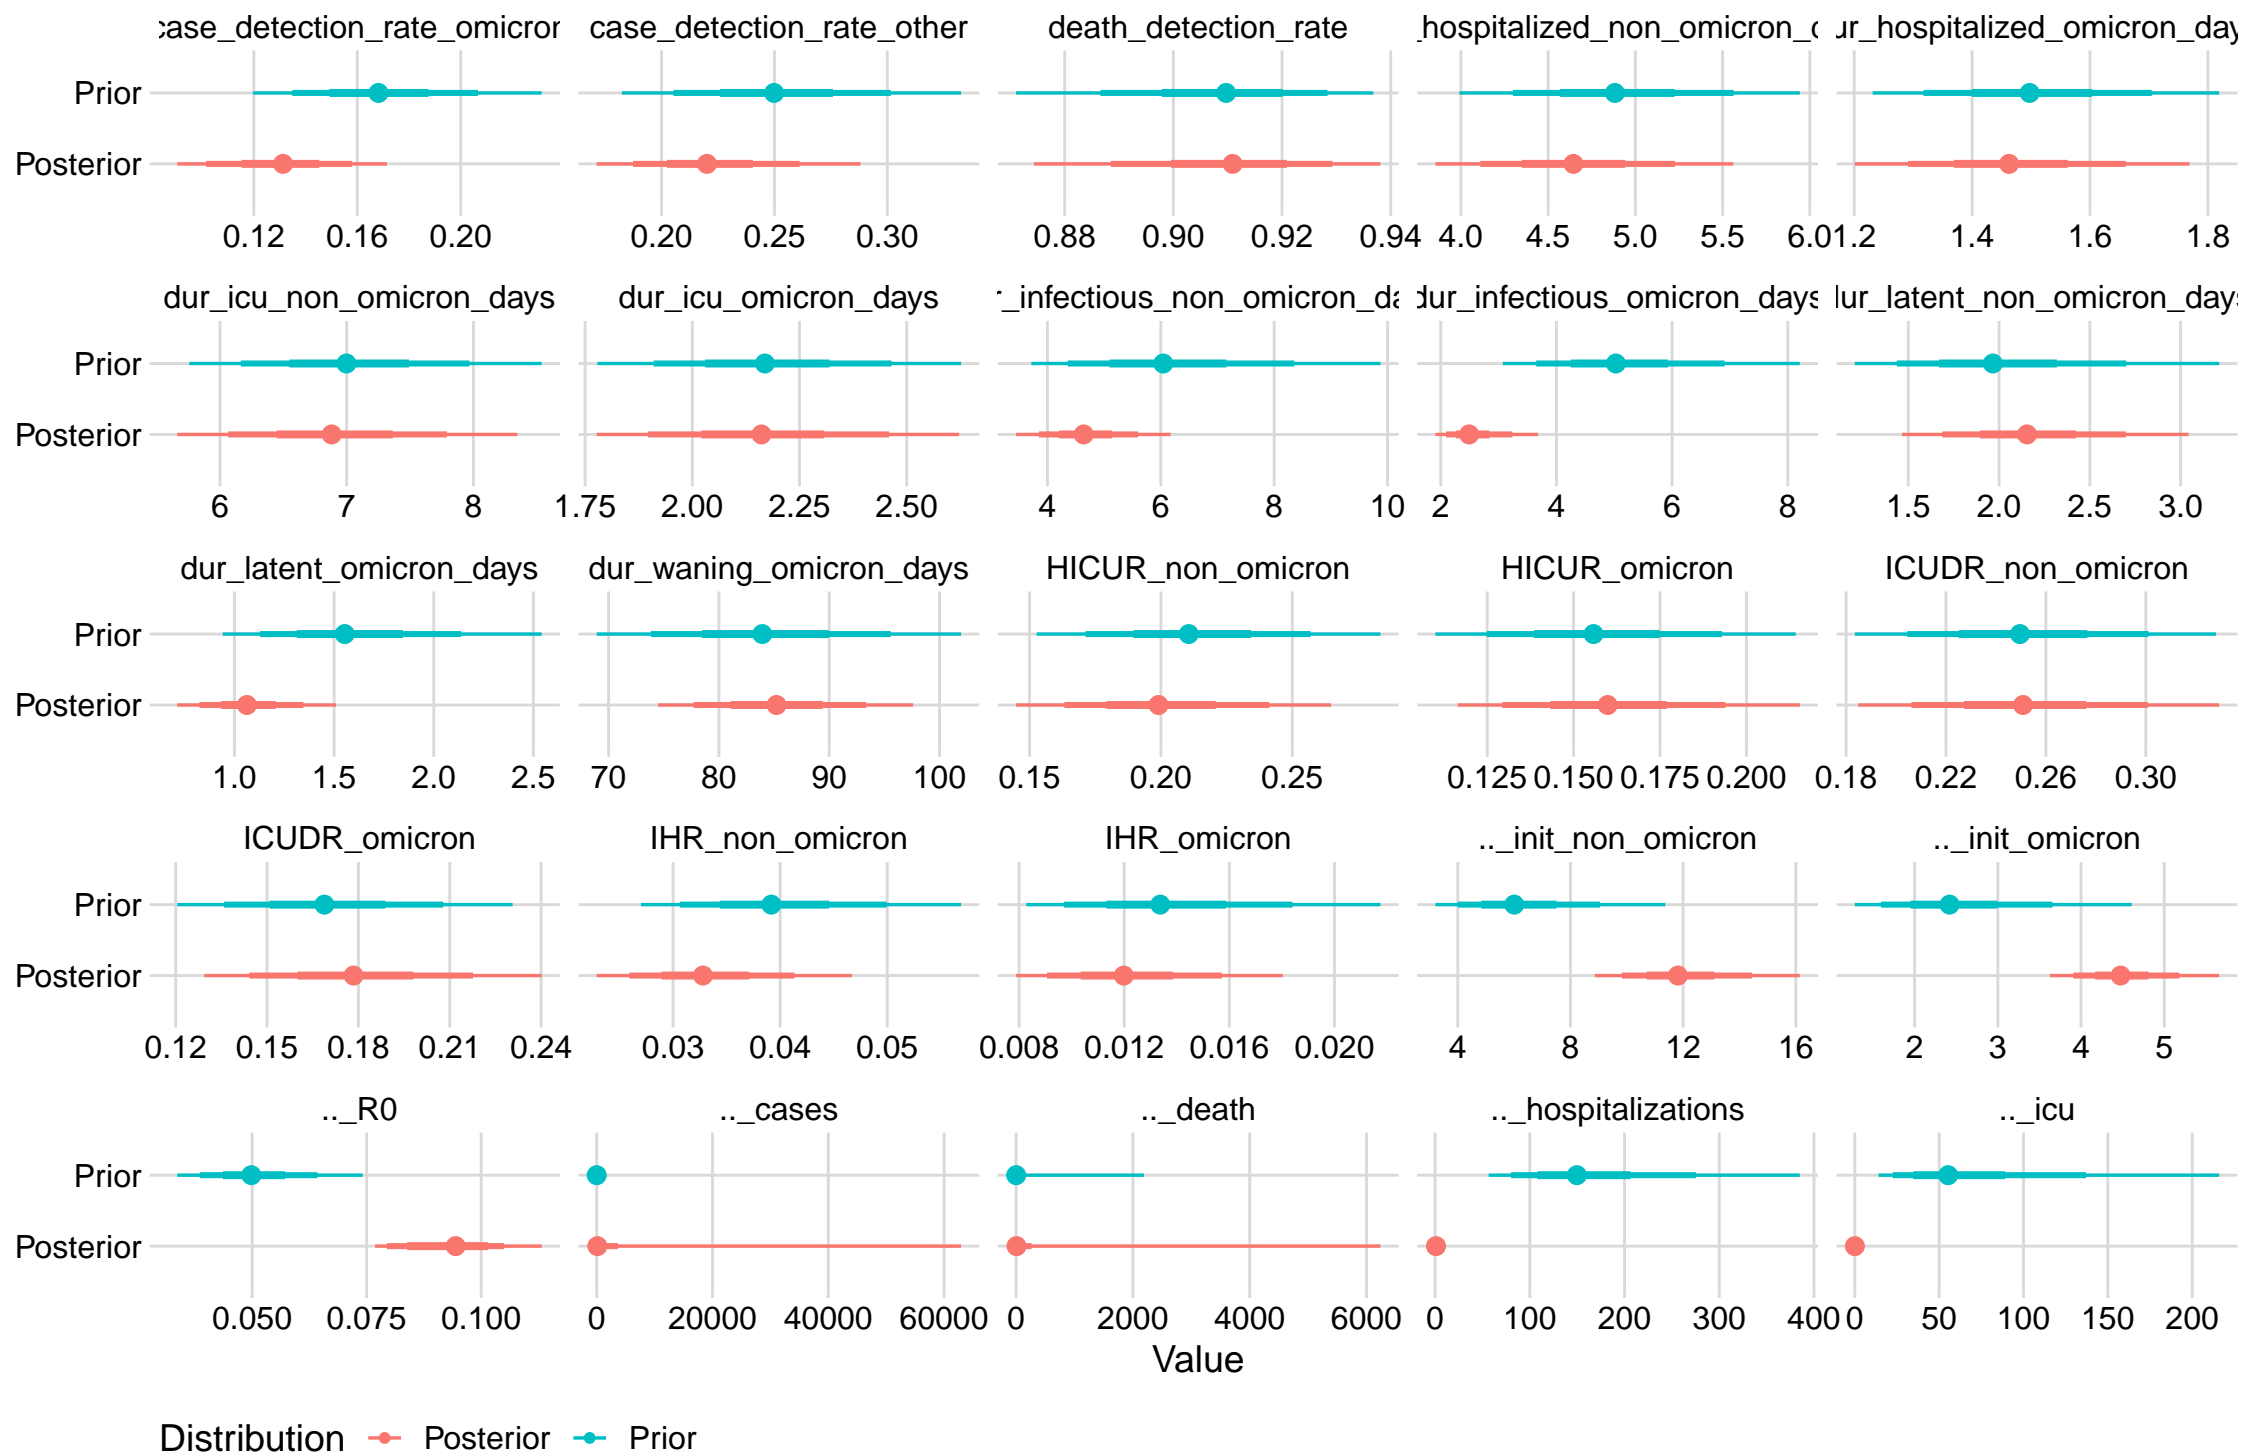 case_detection_rate_omicron case_detection_rate_other death_detection_rate _hospitalized_non_omicron_ ur_hospitalized_omicron_day
Prior
Posterior
0.12 0.16 0.20 0.20 0.25 0.30 0.88 0.90 0.92 0.94 4.0 4.5 5.0 5.5 6.0 1.2 1.4 1.6 1.8
dur_icu_non_omicron_days dur_icu_omicron_days r_infectious_non_omicron_da dur_infectious_omicron_days dur_latent_non_omicron_days
Prior
Posterior
6 7 8 1.75 2.00 2.25 2.50 4 6 8 10 2 4 6 8 1.5 2.0 2.5 3.0
dur_latent_omicron_days dur_waning_omicron_days HICUR_non_omicron HICUR_omicron ICUDR_non_omicron
Prior
Posterior
1.0 1.5 2.0 2.5 70 80 90 100 0.15 0.20 0.25 0.125 0.150 0.175 0.200 0.18 0.22 0.26 0.30
ICUDR_omicron IHR_non_omicron IHR_omicron .._init_non_omicron .._init_omicron
Prior
Posterior
0.12 0.15 0.18 0.21 0.24 0.03 0.04 0.05 0.008 0.012 0.016 0.020 4 8 12 16 2 3 4 5
.._R0 .._cases .._death .._hospitalizations .._icu
Prior
Posterior
0.050 0.075 0.100 0 20000 40000 60000 0 2000 4000 6000 0 100 200 300 400 0 50 100 150 200
Value
Distribution Posterior Prior